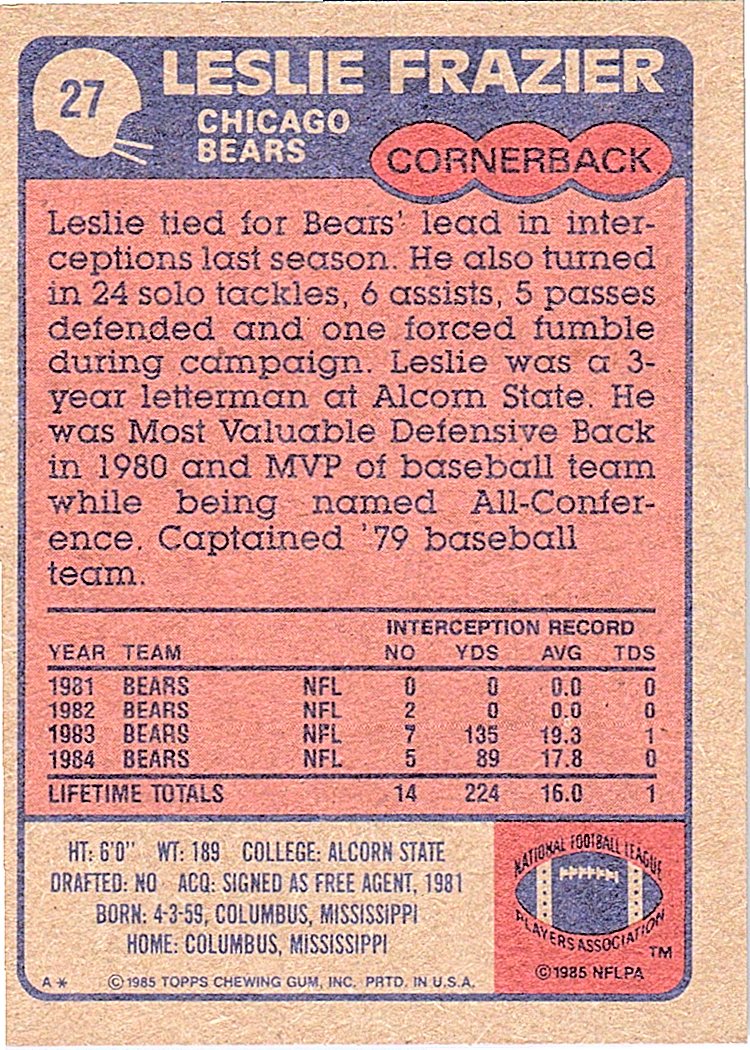 27
LESLIE FRAZIER
CHICAGO
BEARS
CORNERBACK
Leslie tied for Bears' lead in inter-
ceptions last season. He also turned
in 24 solo tackles, 6 assists, 5 passes
defended and one forced fumble
during campaign. Leslie was a 3-
year letterman at Alcorn State. He
was Most Valuable Defensive Back
in 1980 and MVP of baseball team
while being named All-Confer-
ence. Captained '79 baseball
team.
INTERCEPTION RECORD
YEAR TEAM NO YDS AVG TDS
1981 BEARS NFL 0 0 0.0 0
1982 BEARS NFL 2 0 0.0 0
1983 BEARS NFL 7 135 19.3 1
1984 BEARS NFL 5 89 17.8 0
LIFETIME TOTALS 14 224 16.0 1
HT: 6'0" WT: 189 COLLEGE: ALCORN STATE
DRAFTED: NO ACQ: SIGNED AS FREE AGENT, 1981
BORN: 4-3-59, COLUMBUS, MISSISSIPPI
HOME: COLUMBUS, MISSISSIPPI
A * ©1985 TOPPS CHEWING GUM, INC. PRTD. IN U.S.A.
NATIONAL FOOTBALL LEAGUE
PLAYERS ASSOCIATION
TM
©1985 NFLPA